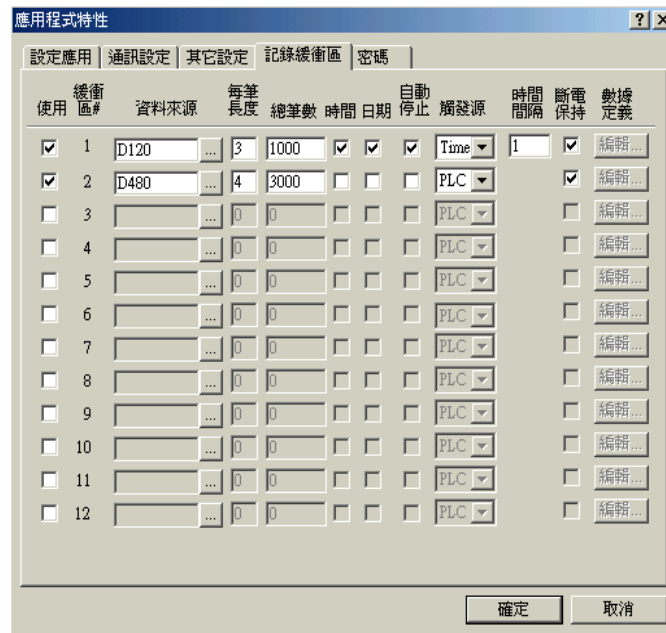 應用程式特性
設定應用 通訊設定 其它設定 記錄緩衝區 密碼
使用 緩衝區# 資料來源 每筆長度 總筆數 時間 日期 自動停止 觸發源 時間間隔 斷電保持 數據定義
1 D120 ... 3 1000 Time 1 編輯...
2 D480 ... 4 3000 PLC 編輯...
3 ... 0 0 PLC 編輯...
4 ... 0 0 PLC 編輯...
5 ... 0 0 PLC 編輯...
6 ... 0 0 PLC 編輯...
7 ... 0 0 PLC 編輯...
8 ... 0 0 PLC 編輯...
9 ... 0 0 PLC 編輯...
10 ... 0 0 PLC 編輯...
11 ... 0 0 PLC 編輯...
12 ... 0 0 PLC 編輯...
確定 取消